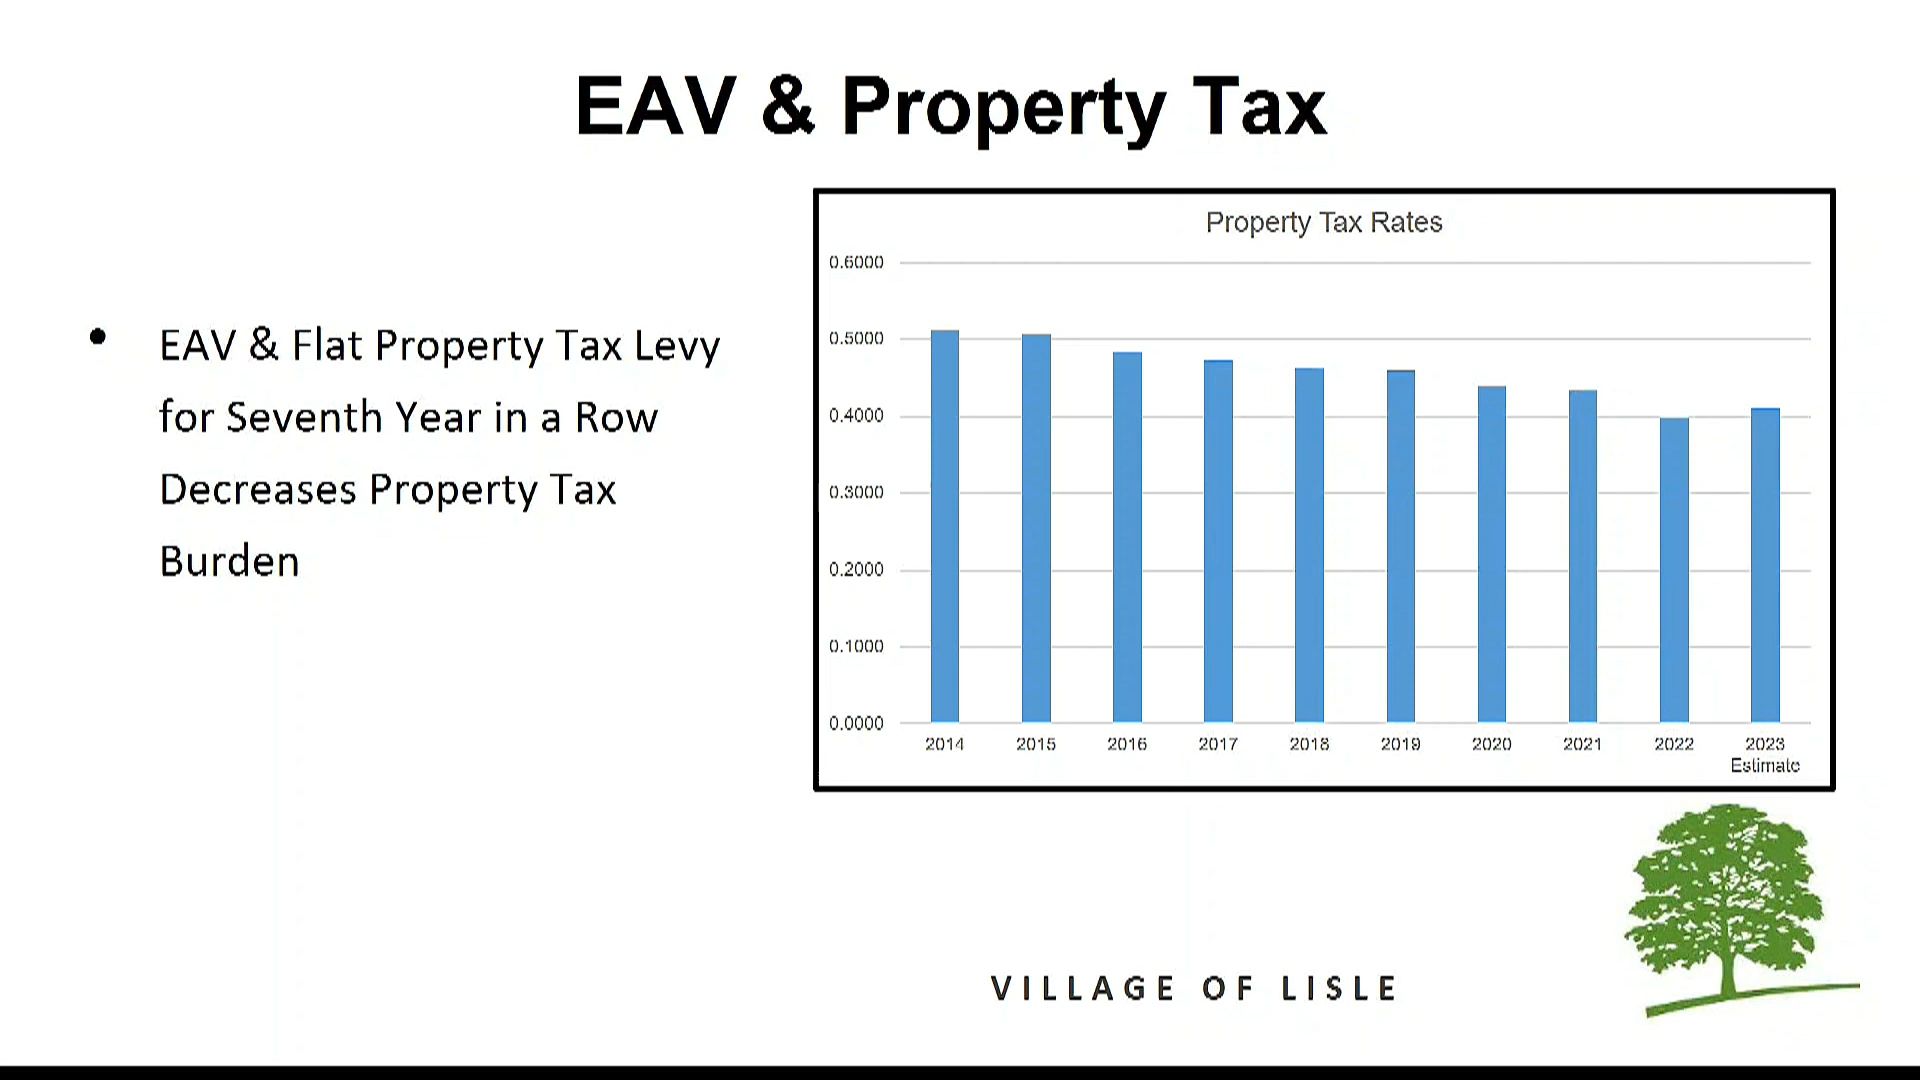 EAV & Property Tax
• EAV & Flat Property Tax Levy
for Seventh Year in a Row
Decreases Property Tax
Burden
Property Tax Rates
0.6000
0.5000
0.4000
0.3000
0.2000
0.1000
0.0000
2014 2015 2016 2017 2018 2019 2020 2021 2022 2023
Estimate
VILLAGE OF LISLE